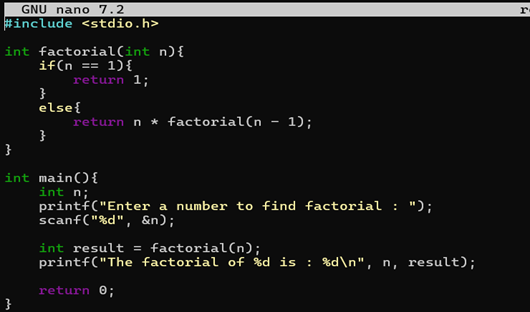 GNU nano 7.2
#include <stdio.h>
int factorial(int n){
    if(n == 1){
        return 1;
    }
    else{
        return n * factorial(n - 1);
    }
}
int main(){
    int n;
    printf("Enter a number to find factorial : ");
    scanf("%d", &n);
    int result = factorial(n);
    printf("The factorial of %d is : %d\n", n, result);
    return 0;
}